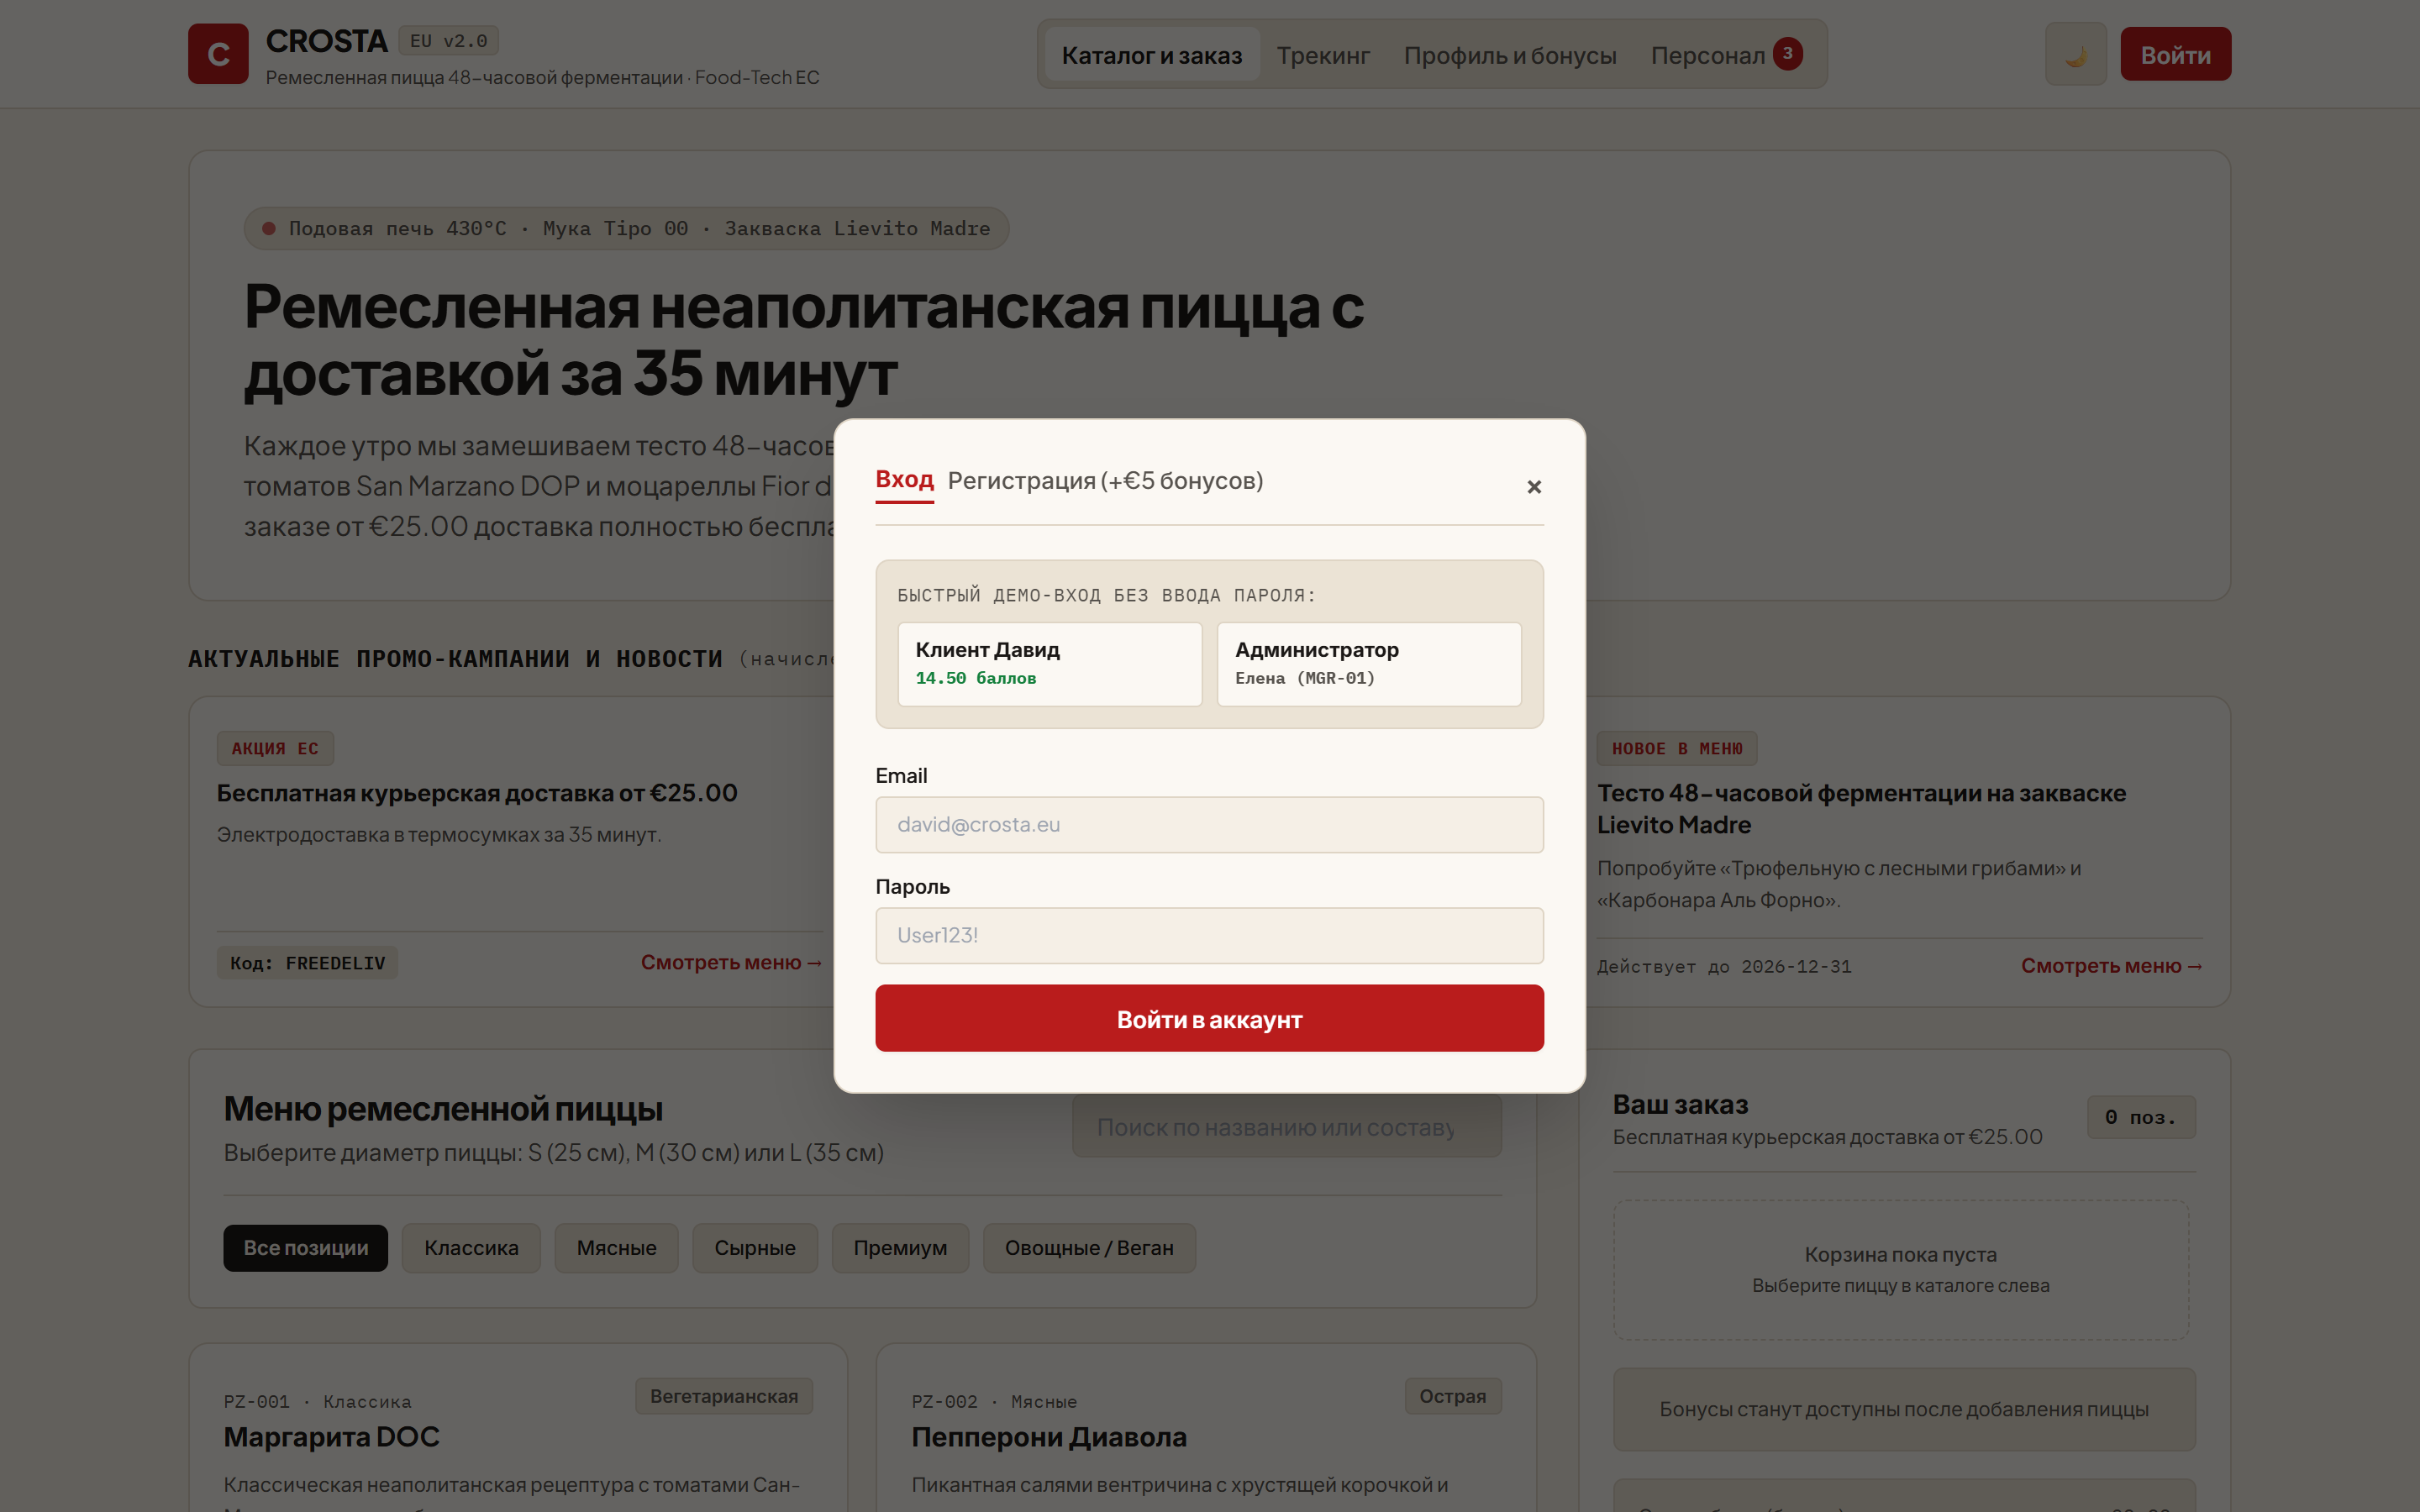 C
CROSTA
EU v2.0
Ремесленная пицца 48-часовой ферментации · Food-Tech ЕС
Каталог и заказ
Трекинг
Профиль и бонусы
Персонал 3
Войти
Подовая печь 430°C · Мука Tipo 00 · Закваска Lievito Madre
Ремесленная неаполитанская пицца с
доставкой за 35 минут
Каждое утро мы замешиваем тесто 48-часов
томатов San Marzano DOP и моцареллы Fior d
заказе от €25.00 доставка полностью беспла
Вход
Регистрация (+€5 бонусов)
×
БЫСТРЫЙ ДЕМО-ВХОД БЕЗ ВВОДА ПАРОЛЯ:
Клиент Давид
14.50 баллов
Администратор
Елена (MGR-01)
Email
david@crosta.eu
Пароль
User123!
Войти в аккаунт
АКТУАЛЬНЫЕ ПРОМО-КАМПАНИИ И НОВОСТИ (начисле
АКЦИЯ ЕС
Бесплатная курьерская доставка от €25.00
Электродоставка в термосумках за 35 минут.
Код: FREEDELIV
Смотреть меню →
НОВОЕ В МЕНЮ
Тесто 48-часовой ферментации на закваске
Lievito Madre
Попробуйте «Трюфельную с лесными грибами» и
«Карбонара Аль Форно».
Действует до 2026-12-31
Смотреть меню →
Меню ремесленной пиццы
Выберите диаметр пиццы: S (25 см), M (30 см) или L (35 см)
Поиск по названию или составу
Все позиции
Классика
Мясные
Сырные
Премиум
Овощные / Веган
PZ-001 · Классика
Вегетарианская
Маргарита DOC
Классическая неаполитанская рецептура с томатами Сан-
PZ-002 · Мясные
Острая
Пепперони Диавола
Пикантная салями вентричина с хрустящей корочкой и
Ваш заказ
Бесплатная курьерская доставка от €25.00
0 поз.
Корзина пока пуста
Выберите пиццу в каталоге слева
Бонусы станут доступны после добавления пиццы